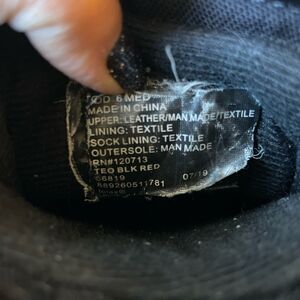 6 MED
MADE IN CHINA
UPPER: LEATHER/MAN MADE/TEXTILE
LINING: TEXTILE
SOCK LINING: TEXTILE
OUTERSOLE: MAN MADE
RN#120713
TEO BLK RED
66819 07/19
889260511781